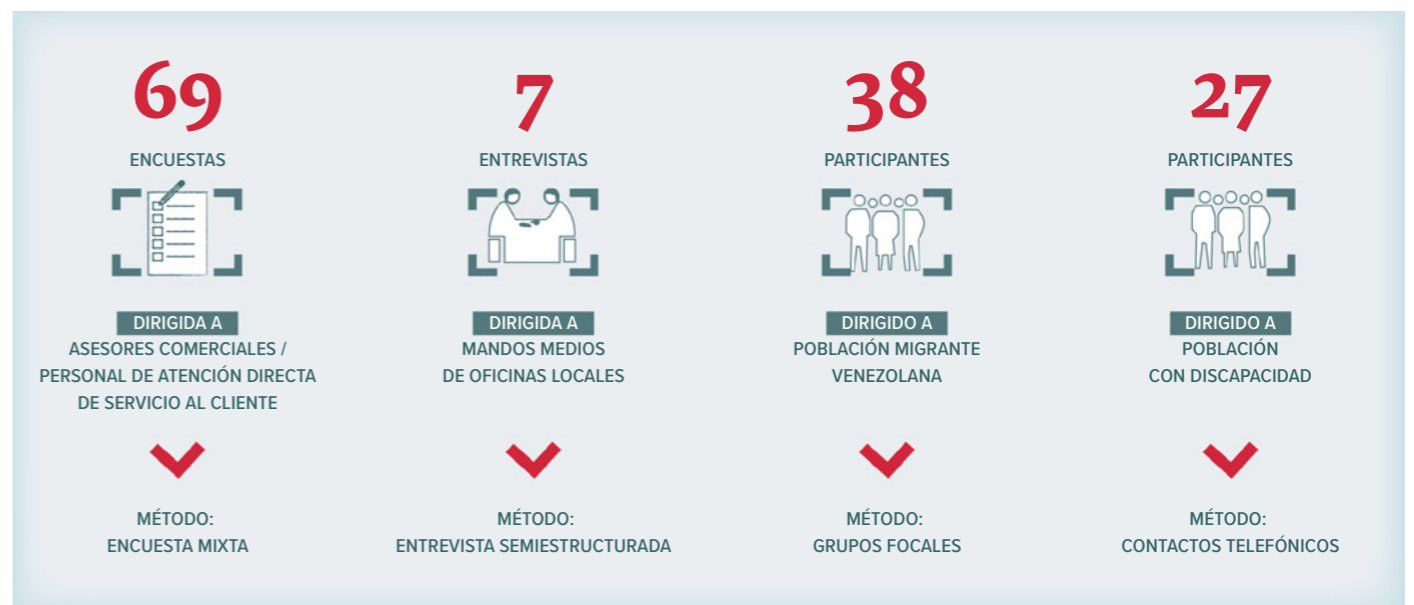 69
ENCUESTAS
DIRIGIDA A
ASESORES COMERCIALES /
PERSONAL DE ATENCIÓN DIRECTA
DE SERVICIO AL CLIENTE
MÉTODO:
ENCUESTA MIXTA
7
ENTREVISTAS
DIRIGIDA A
MANDOS MEDIOS
DE OFICINAS LOCALES
MÉTODO:
ENTREVISTA SEMIESTRUCTURADA
38
PARTICIPANTES
DIRIGIDO A
POBLACIÓN MIGRANTE
VENEZOLANA
MÉTODO:
GRUPOS FOCALES
27
PARTICIPANTES
DIRIGIDO A
POBLACIÓN
CON DISCAPACIDAD
MÉTODO:
CONTACTOS TELEFÓNICOS